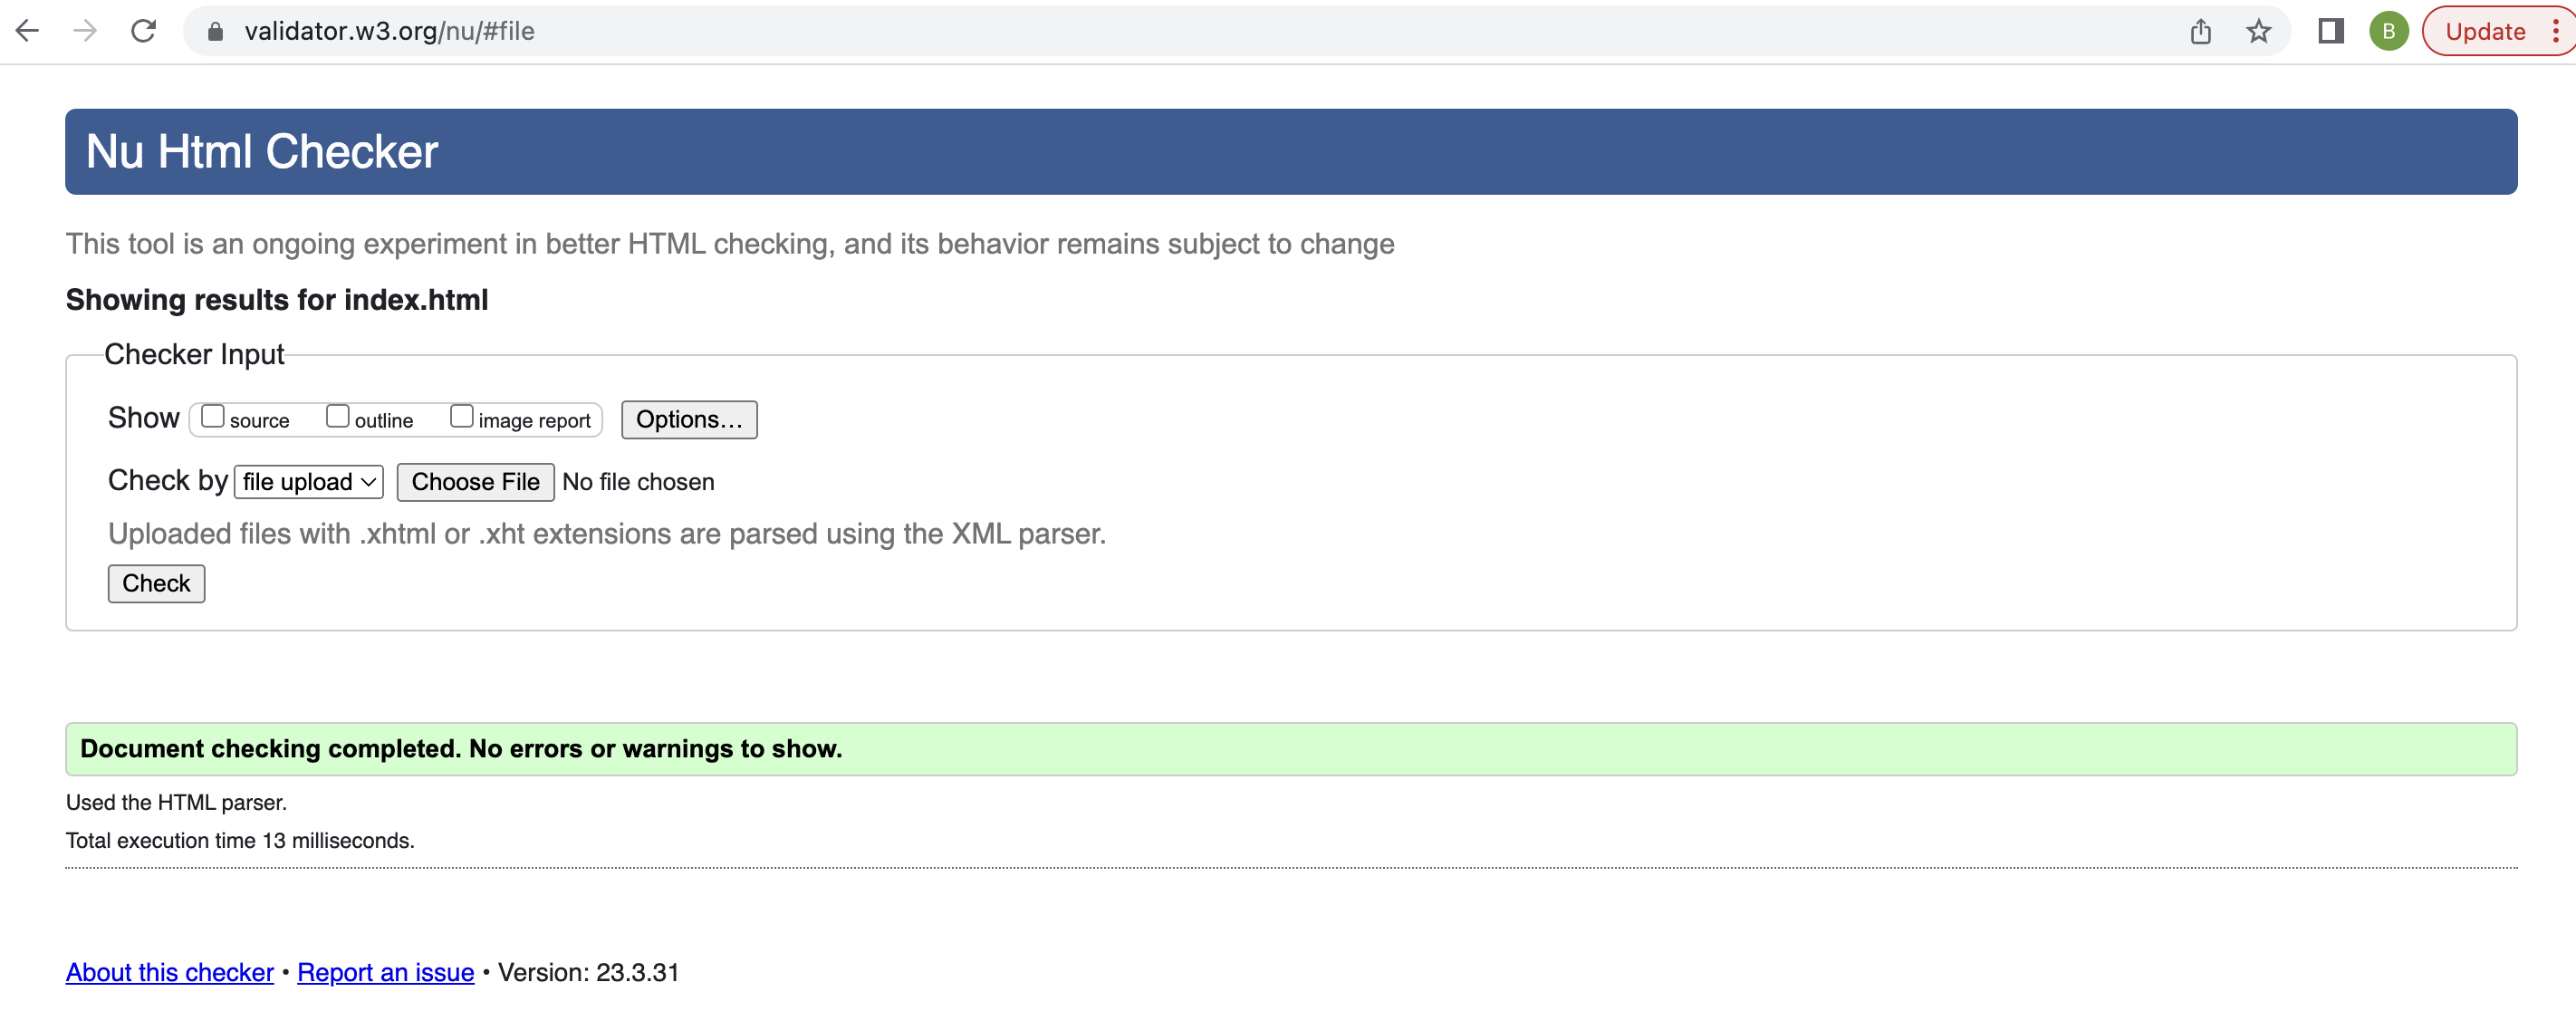 validator.w3.org/nu/#file
B
Update
Nu Html Checker
This tool is an ongoing experiment in better HTML checking, and its behavior remains subject to change
Showing results for index.html
Checker Input
Show source outline image report Options...
Check by file upload Choose File No file chosen
Uploaded files with .xhtml or .xht extensions are parsed using the XML parser.
Check
Document checking completed. No errors or warnings to show.
Used the HTML parser.
Total execution time 13 milliseconds.
About this checker • Report an issue • Version: 23.3.31